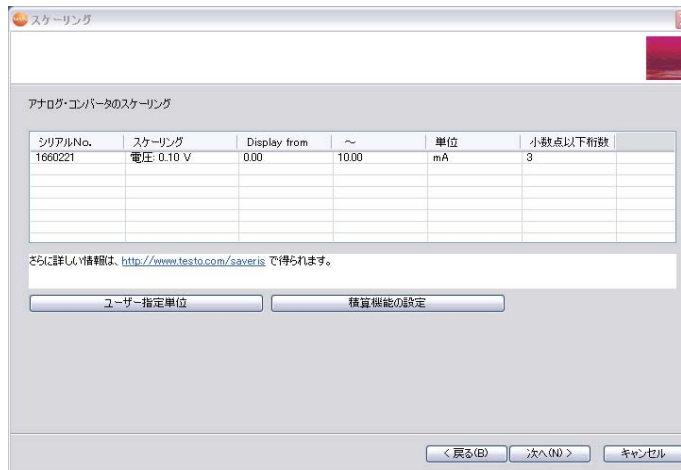 スケーリング
アナログ・コンバータのスケーリング
シリアルNo. スケーリング Display from ～ 単位 小数点以下桁数
1660221 電圧: 0.10 V 0.00 10.00 mA 3
さらに詳しい情報は、http://www.testo.com/saveris で得られます。
ユーザー指定単位 積算機能の設定
< 戻る(B) 次へ(N) > キャンセル